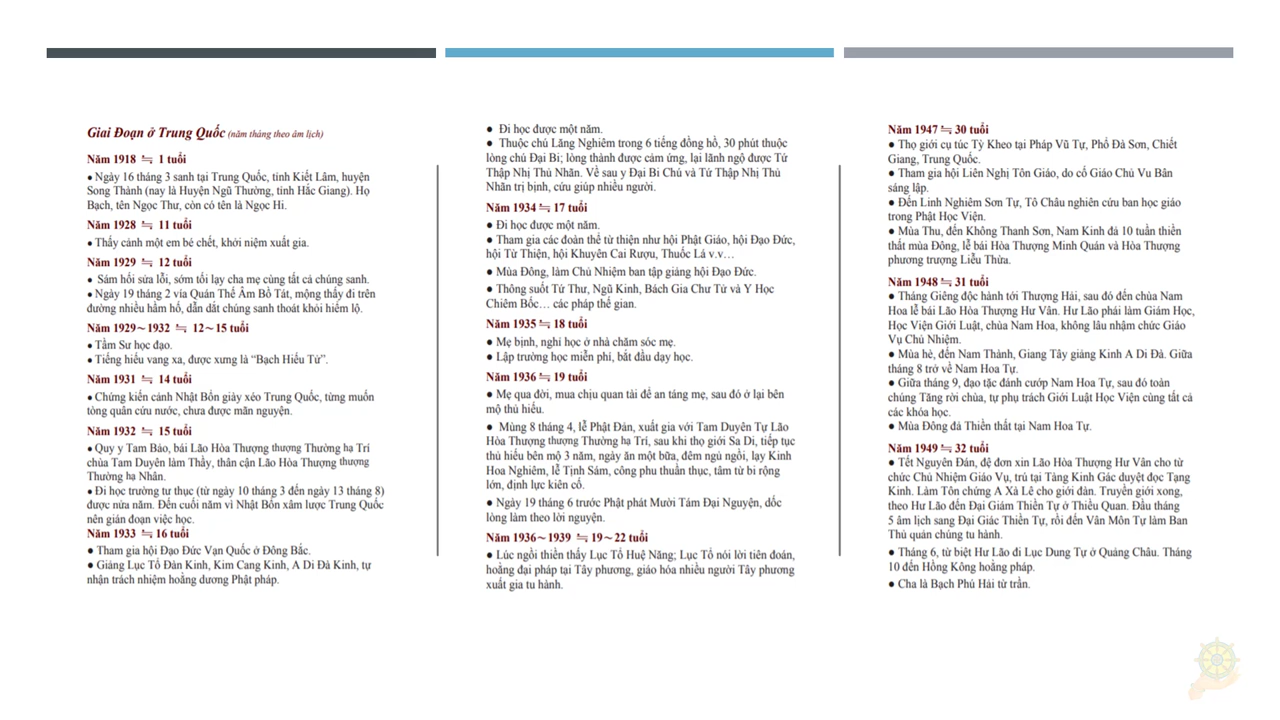 Giai Đoạn ở Trung Quốc (năm tháng theo âm lịch)
Năm 1918 ≒ 1 tuổi
● Ngày 16 tháng 3 sanh tại Trung Quốc, tỉnh Kiết Lâm, huyện
Song Thành (nay là Huyện Ngũ Thường, tỉnh Hắc Giang). Họ
Bạch, tên Ngọc Thư, còn có tên là Ngọc Hi.
Năm 1928 ≒ 11 tuổi
● Thấy cảnh một em bé chết, khởi niệm xuất gia.
Năm 1929 ≒ 12 tuổi
● Sám hối sửa lỗi, sớm tối lạy cha mẹ cùng tất cả chúng sanh.
● Ngày 19 tháng 2 vía Quán Thế Âm Bồ Tát, mộng thấy đi trên
đường nhiều hầm hố, dẫn dắt chúng sanh thoát khỏi hiểm lộ.
Năm 1929~1932 ≒ 12~15 tuổi
● Tầm Sư học đạo.
● Tiếng hiếu vang xa, được xưng là “Bạch Hiếu Tử”.
Năm 1931 ≒ 14 tuổi
● Chứng kiến cảnh Nhật Bổn giày xéo Trung Quốc, từng muốn
tòng quân cứu nước, chưa được mãn nguyện.
Năm 1932 ≒ 15 tuổi
● Quy y Tam Bảo, bái Lão Hòa Thượng thượng Thường hạ Trí
chùa Tam Duyên làm Thầy, thân cận Lão Hòa Thượng thượng
Thường hạ Nhân.
● Đi học trường tư thục (từ ngày 10 tháng 3 đến ngày 13 tháng 8)
được nửa năm. Đến cuối năm vì Nhật Bổn xâm lược Trung Quốc
nên gián đoạn việc học.
Năm 1933 ≒ 16 tuổi
● Tham gia hội Đạo Đức Vạn Quốc ở Đông Bắc.
● Giảng Lục Tổ Đàn Kinh, Kim Cang Kinh, A Di Đà Kinh, tự
nhận trách nhiệm hoằng dương Phật pháp.
● Đi học được một năm.
● Thuộc chú Lăng Nghiêm trong 6 tiếng đồng hồ, 30 phút thuộc
lòng chú Đại Bi; lòng thành được cảm ứng, lại lãnh ngộ được Tứ
Thập Nhị Thủ Nhãn. Về sau y Đại Bi Chú và Tứ Thập Nhị Thủ
Nhãn trị bịnh, cứu giúp nhiều người.
Năm 1934 ≒ 17 tuổi
● Đi học được một năm.
● Tham gia các đoàn thể từ thiện như hội Phật Giáo, hội Đạo Đức,
hội Từ Thiện, hội Khuyên Cai Rượu, Thuốc Lá v.v…
● Mùa Đông, làm Chủ Nhiệm ban tập giảng hội Đạo Đức.
● Thông suốt Tứ Thư, Ngũ Kinh, Bách Gia Chư Tử và Y Học
Chiêm Bốc… các pháp thế gian.
Năm 1935 ≒ 18 tuổi
● Mẹ bịnh, nghỉ học ở nhà chăm sóc mẹ.
● Lập trường học miễn phí, bắt đầu dạy học.
Năm 1936 ≒ 19 tuổi
● Mẹ qua đời, mua chịu quan tài để an táng mẹ, sau đó ở lại bên
mộ thủ hiếu.
● Mùng 8 tháng 4, lễ Phật Đản, xuất gia với Tam Duyên Tự Lão
Hòa Thượng thượng Thường hạ Trí, sau khi thọ giới Sa Di, tiếp tục
thủ hiếu bên mộ 3 năm, ngày ăn một bữa, đêm ngủ ngồi, lạy Kinh
Hoa Nghiêm, lễ Tịnh Sám, công phu thuần thục, tâm từ bi rộng
lớn, định lực kiên cố.
● Ngày 19 tháng 6 trước Phật phát Mười Tám Đại Nguyện, dốc
lòng làm theo lời nguyện.
Năm 1936~1939 ≒ 19~22 tuổi
● Lúc ngồi thiền thấy Lục Tổ Huệ Năng; Lục Tổ nói lời tiên đoán,
hoằng đại pháp tại Tây phương, giáo hóa nhiều người Tây phương
xuất gia tu hành.
Năm 1947 ≒ 30 tuổi
● Thọ giới cụ túc Tỳ Kheo tại Pháp Vũ Tự, Phổ Đà Sơn, Chiết
Giang, Trung Quốc.
● Tham gia hội Liên Nghị Tôn Giáo, do cố Giáo Chủ Vu Bân
sáng lập.
● Đến Linh Nghiêm Sơn Tự, Tô Châu nghiên cứu ban học giáo
trong Phật Học Viện.
● Mùa Thu, đến Không Thanh Sơn, Nam Kinh đả 10 tuần thiền
thất mùa Đông, lễ bái Hòa Thượng Minh Quán và Hòa Thượng
phương trượng Liễu Thừa.
Năm 1948 ≒ 31 tuổi
● Tháng Giêng độc hành tới Thượng Hải, sau đó đến chùa Nam
Hoa lễ bái Lão Hòa Thượng Hư Vân. Hư Lão phái làm Giám Học,
Học Viện Giới Luật, chùa Nam Hoa, không lâu nhậm chức Giáo
Vụ Chủ Nhiệm.
● Mùa hè, đến Nam Thành, Giang Tây giảng Kinh A Di Đà. Giữa
tháng 8 trở về Nam Hoa Tự.
● Giữa tháng 9, đạo tặc đánh cướp Nam Hoa Tự, sau đó toàn
chúng Tăng rời chùa, tự phụ trách Giới Luật Học Viện cùng tất cả
các khóa học.
● Mùa Đông đả Thiền thất tại Nam Hoa Tự.
Năm 1949 ≒ 32 tuổi
● Tết Nguyên Đán, đệ đơn xin Lão Hòa Thượng Hư Vân cho từ
chức Chủ Nhiệm Giáo Vụ, trú tại Tàng Kinh Gác duyệt đọc Tạng
Kinh. Làm Tôn chứng A Xà Lê cho giới đàn. Truyền giới xong,
theo Hư Lão đến Đại Giám Thiền Tự ở Thiều Quan. Đầu tháng
5 âm lịch sang Đại Giác Thiền Tự, rồi đến Vân Môn Tự làm Ban
Thủ quản chúng tu hành.
● Tháng 6, từ biệt Hư Lão đi Lục Dung Tự ở Quảng Châu. Tháng
10 đến Hồng Kông hoằng pháp.
● Cha là Bạch Phú Hải từ trần.